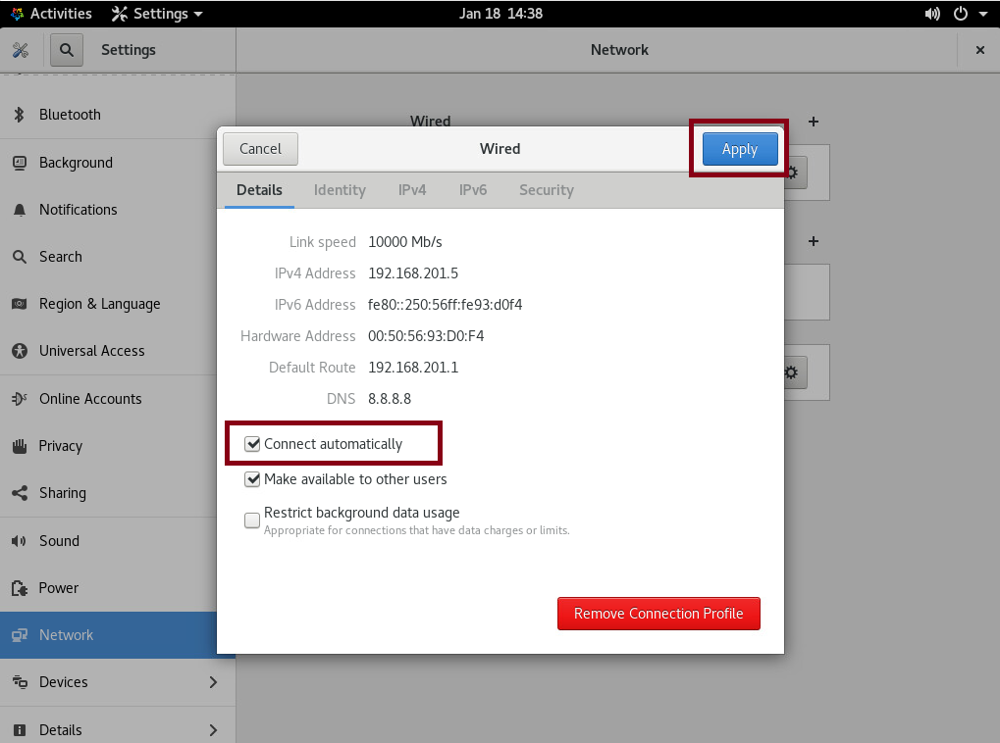 Activities Settings Jan 18 14:38
Settings Network
Bluetooth
Background
Notifications
Search
Region & Language
Universal Access
Online Accounts
Privacy
Sharing
Sound
Power
Network
Devices
Details
Wired
Cancel Wired Apply
Details Identity IPv4 IPv6 Security
Link speed 10000 Mb/s
IPv4 Address 192.168.201.5
IPv6 Address fe80::250:56ff:fe93:d0f4
Hardware Address 00:50:56:93:D0:F4
Default Route 192.168.201.1
DNS 8.8.8.8
Connect automatically
Make available to other users
Restrict background data usage
Appropriate for connections that have data charges or limits.
Remove Connection Profile